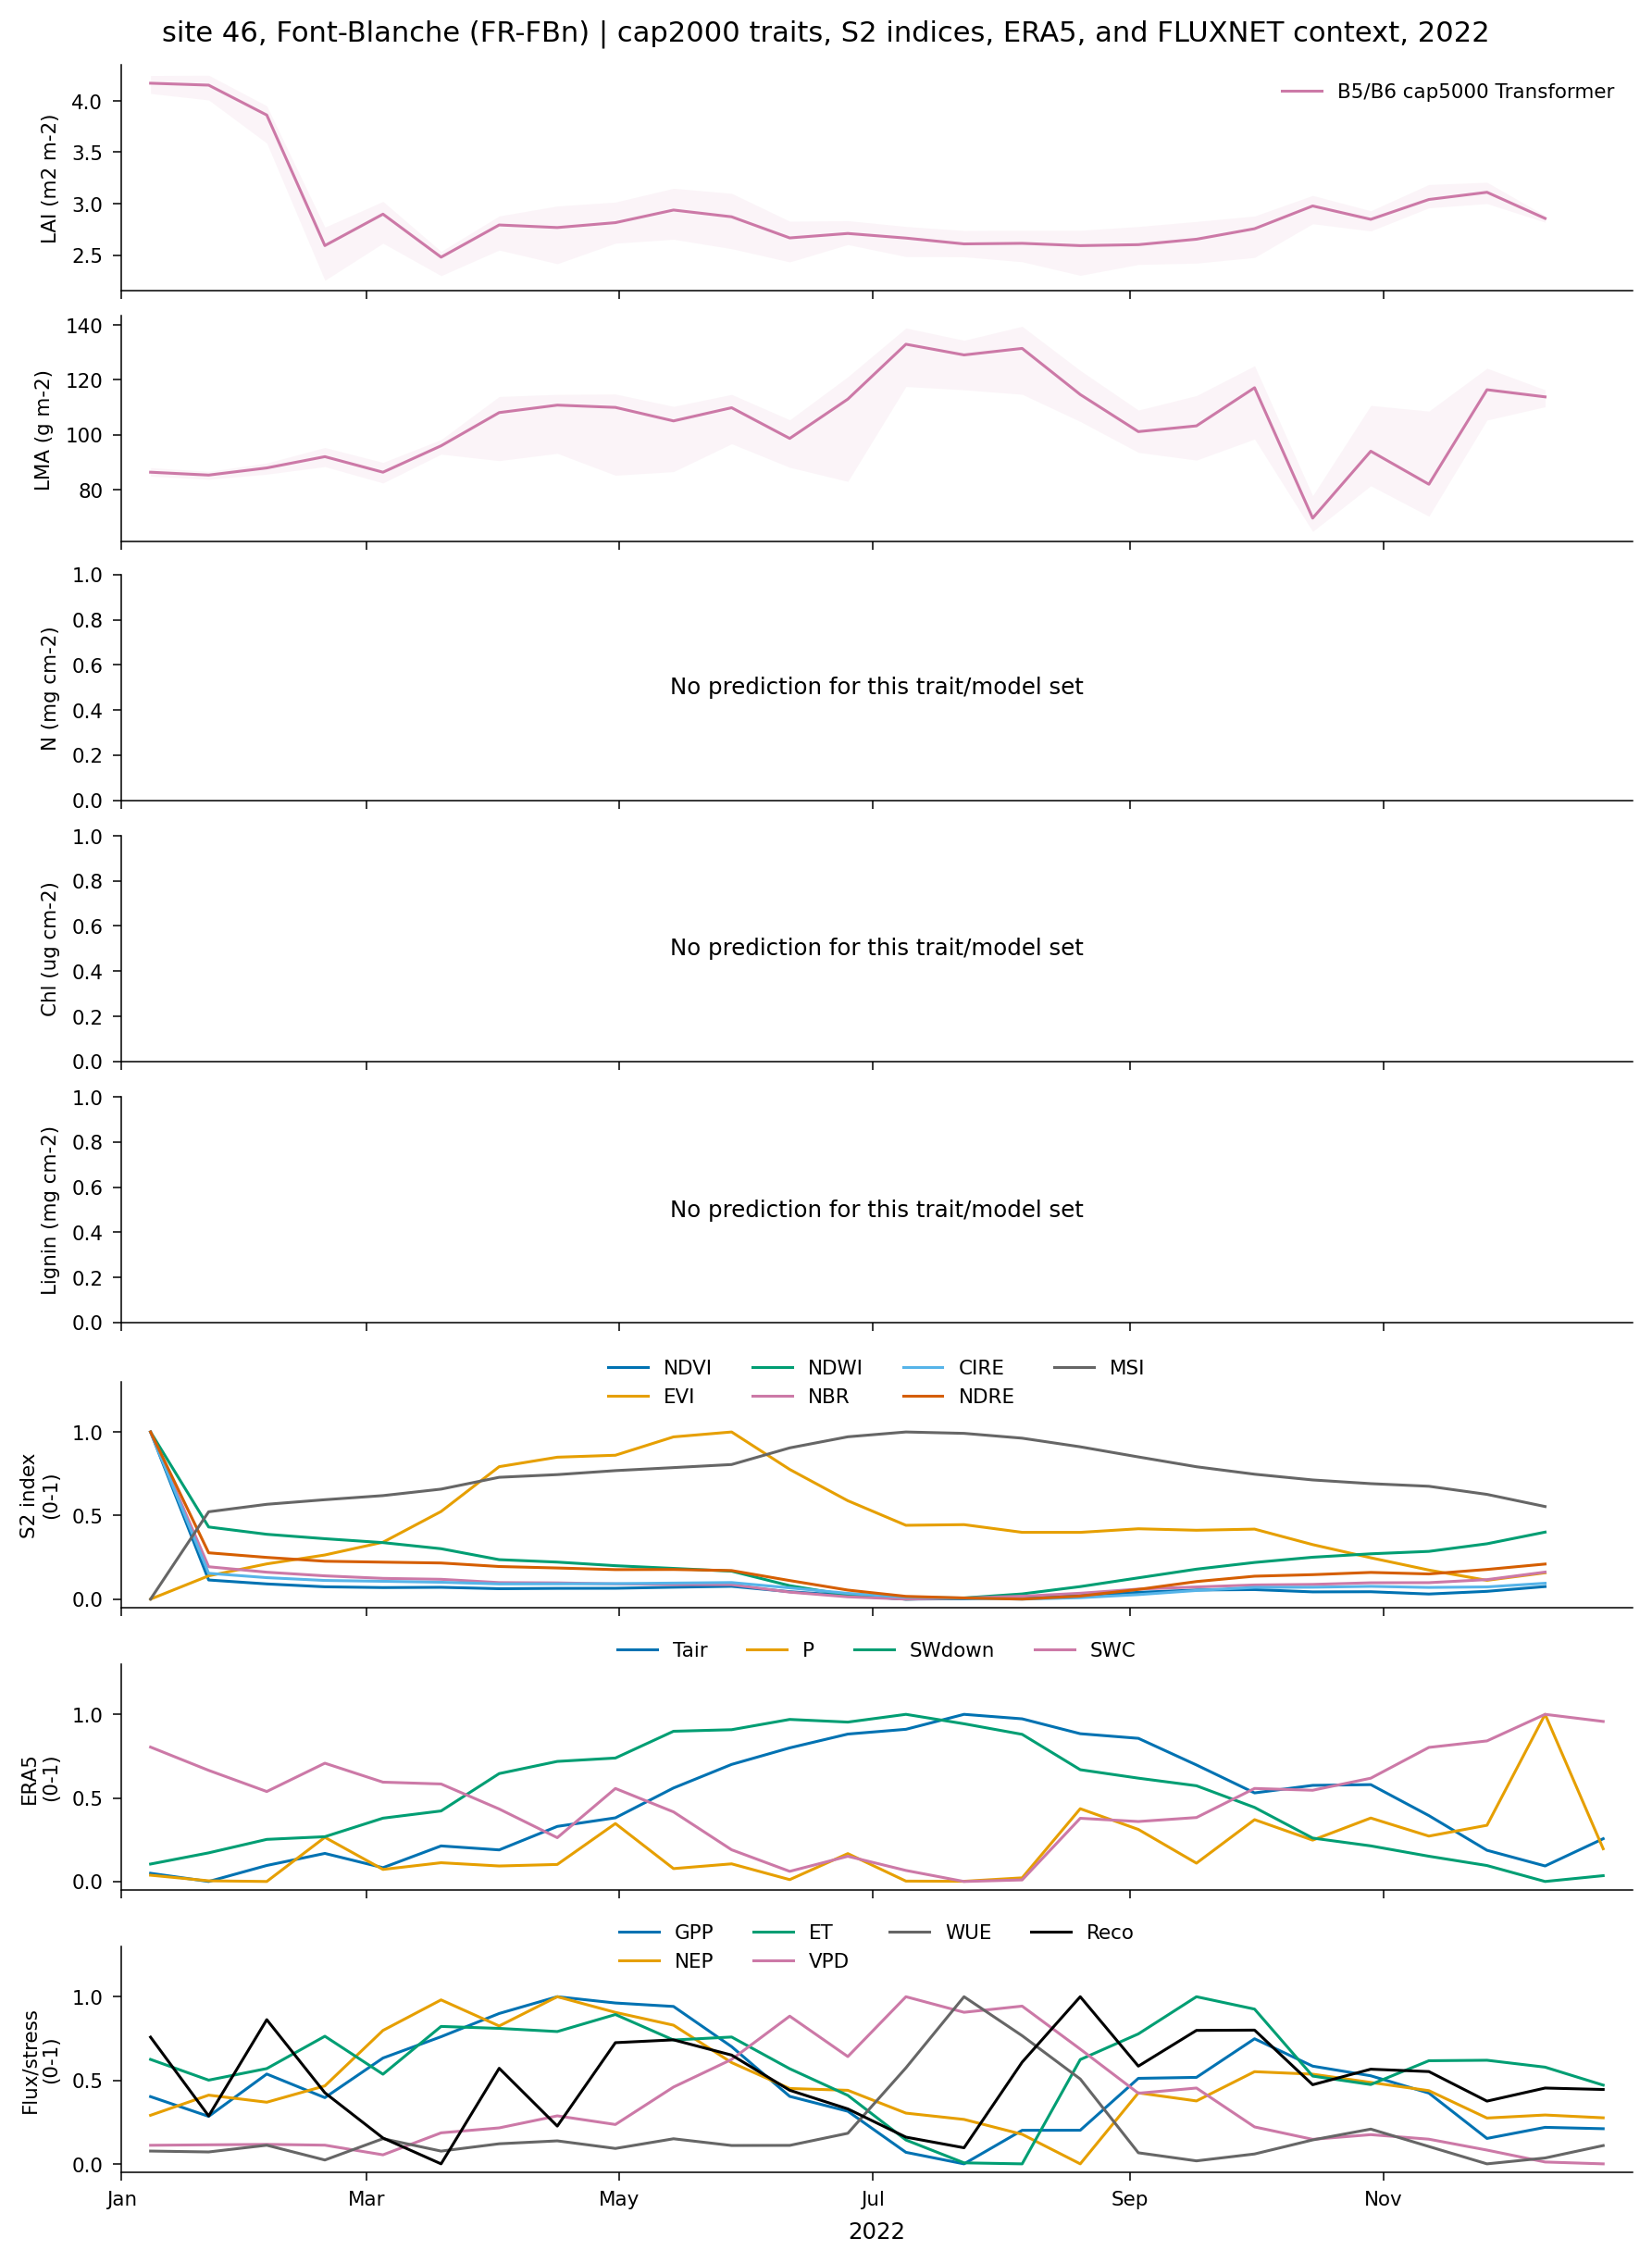 site 46, Font-Blanche (FR-FBn) | cap2000 traits, S2 indices, ERA5, and FLUXNET context, 2022
B5/B6 cap5000 Transformer
LAI (m2 m-2)
4.0
3.5
3.0
2.5
LMA (g m-2)
140
120
100
80
N (mg cm-2)
1.0
0.8
0.6
0.4
0.2
0.0
No prediction for this trait/model set
Chl (ug cm-2)
1.0
0.8
0.6
0.4
0.2
0.0
No prediction for this trait/model set
Lignin (mg cm-2)
1.0
0.8
0.6
0.4
0.2
0.0
No prediction for this trait/model set
NDVI NDWI CIRE MSI
EVI NBR NDRE
S2 index
(0-1)
1.0
0.5
0.0
Tair P SWdown SWC
ERA5
(0-1)
1.0
0.5
0.0
GPP ET WUE Reco
NEP VPD
Flux/stress
(0-1)
1.0
0.5
0.0
Jan Mar May Jul Sep Nov
2022